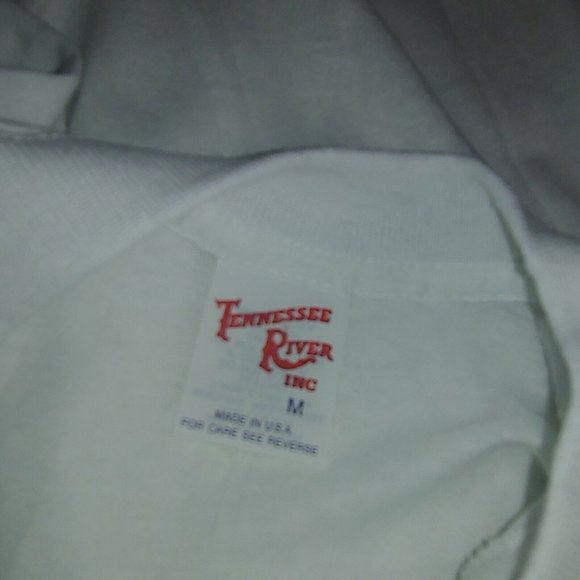 TENNESSEE
RIVER
INC
M
MADE IN U.S.A.
FOR CARE SEE REVERSE